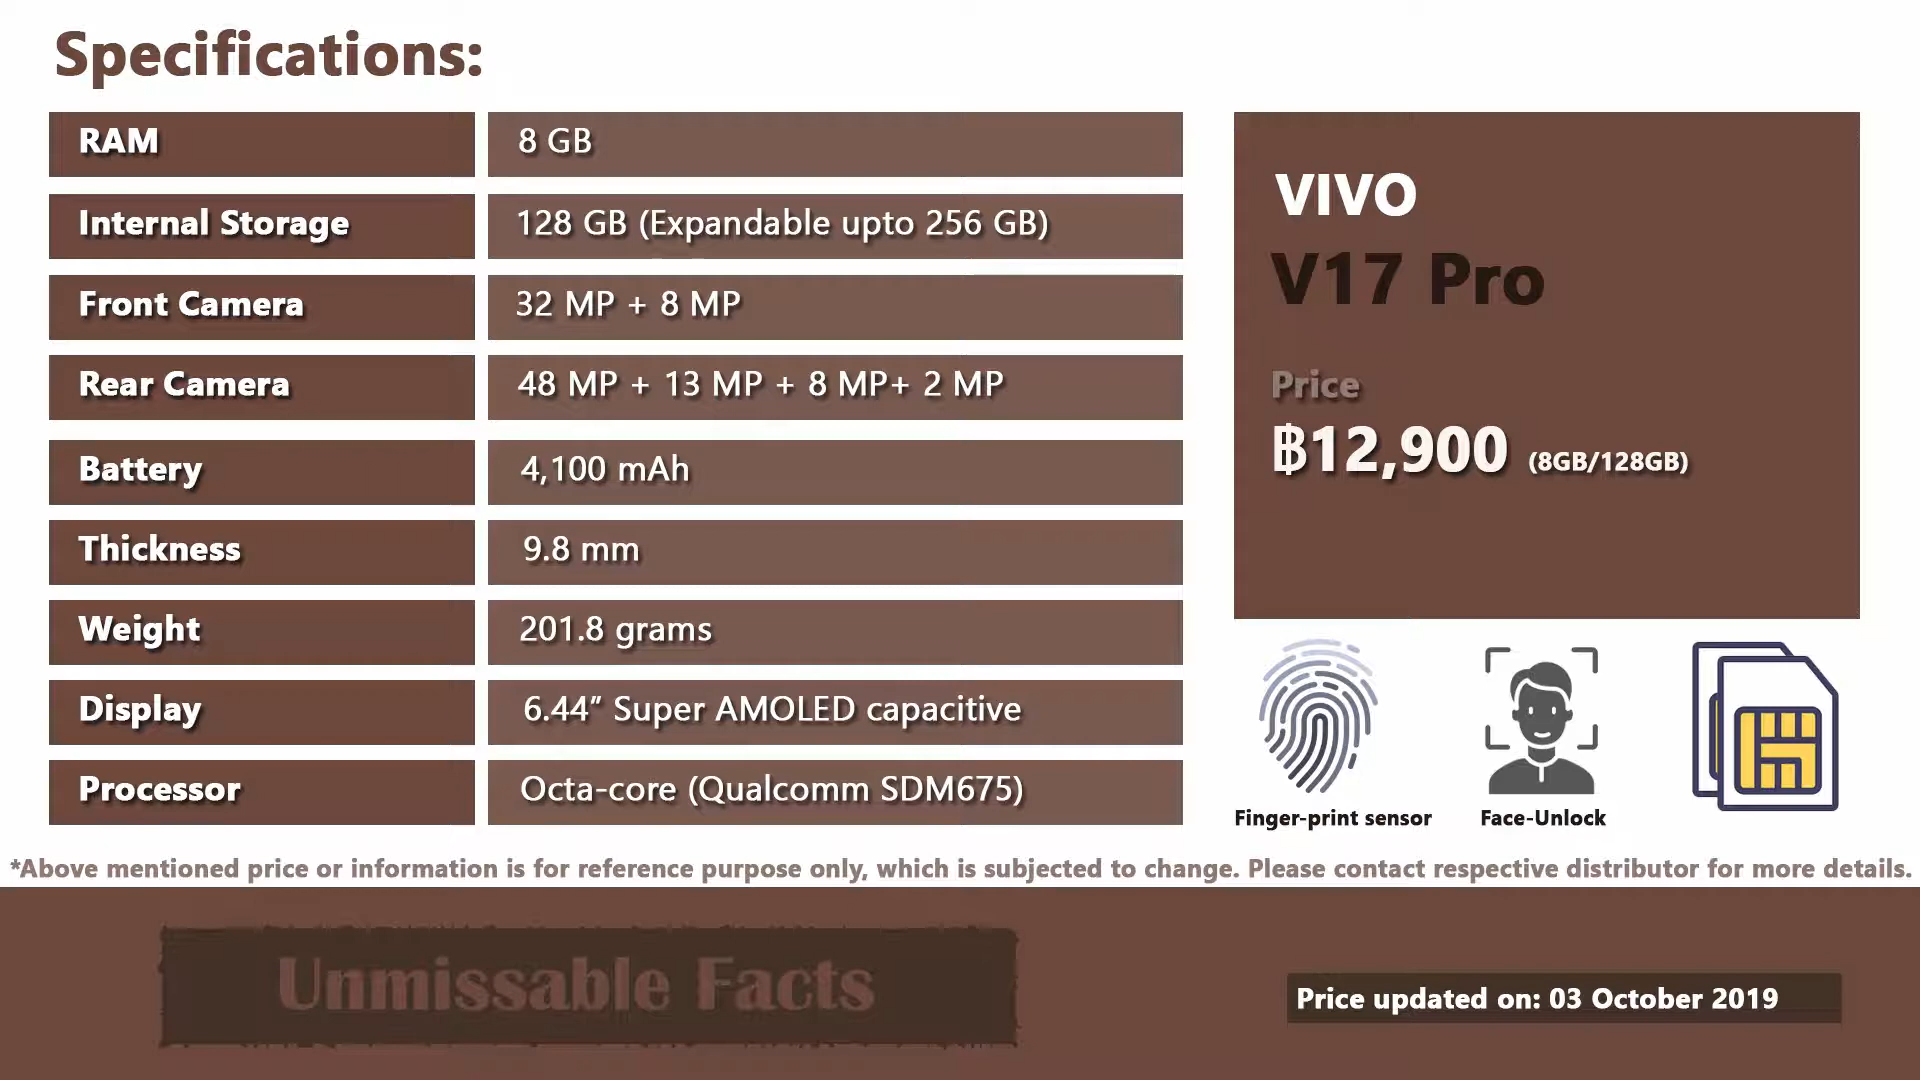 Specifications:
RAM 8 GB
Internal Storage 128 GB (Expandable upto 256 GB)
Front Camera 32 MP + 8 MP
Rear Camera 48 MP + 13 MP + 8 MP+ 2 MP
Battery 4,100 mAh
Thickness 9.8 mm
Weight 201.8 grams
Display 6.44” Super AMOLED capacitive
Processor Octa-core (Qualcomm SDM675)
VIVO
V17 Pro
Price
฿12,900 (8GB/128GB)
Finger-print sensor
Face-Unlock
*Above mentioned price or information is for reference purpose only, which is subjected to change. Please contact respective distributor for more details.
Unmissable Facts
Price updated on: 03 October 2019